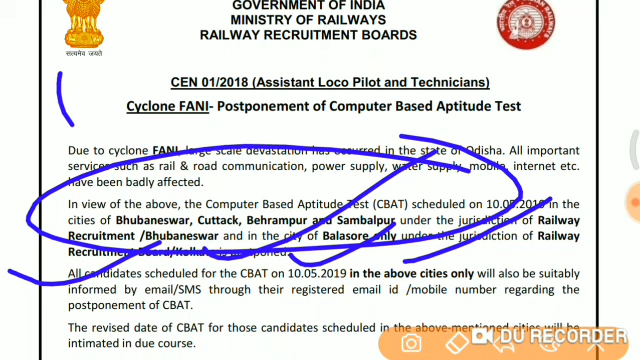 GOVERNMENT OF INDIA
MINISTRY OF RAILWAYS
RAILWAY RECRUITMENT BOARDS
सत्यमेव जयते
CEN 01/2018 (Assistant Loco Pilot and Technicians)
Cyclone FANI- Postponement of Computer Based Aptitude Test
Due to cyclone FANI, large scale devastation has occurred in the state of Odisha. All important
services such as rail & road communication, power supply, water supply, mobile, internet etc.
have been badly affected.
In view of the above, the Computer Based Aptitude Test (CBAT) scheduled on 10.05.2019 in the
cities of Bhubaneswar, Cuttack, Behrampur and Sambalpur under the jurisdiction of Railway
Recruitment /Bhubaneswar and in the city of Balasore only under the jurisdiction of Railway
Recruitment Board/Kolkata is postponed.
All candidates scheduled for the CBAT on 10.05.2019 in the above cities only will also be suitably
informed by email/SMS through their registered email id /mobile number regarding the
postponement of CBAT.
The revised date of CBAT for those candidates scheduled in the above-mentioned cities will be
intimated in due course.
DU RECORDER